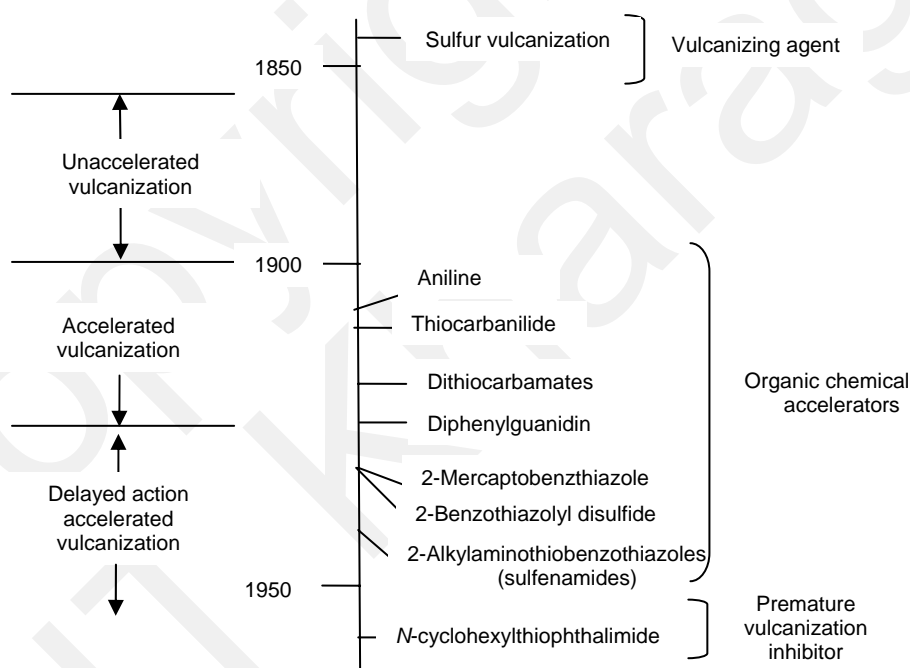 Sulfur vulcanization
Vulcanizing agent
1850
Unaccelerated
vulcanization
1900
Aniline
Thiocarbanilide
Accelerated
vulcanization
Dithiocarbamates
Organic chemical
accelerators
Diphenylguanidin
2-Mercaptobenzthiazole
2-Benzothiazolyl disulfide
Delayed action
accelerated
vulcanization
2-Alkylaminothiobenzothiazoles
(sulfenamides)
1950
N-cyclohexylthiophthalimide
Premature
vulcanization
inhibitor